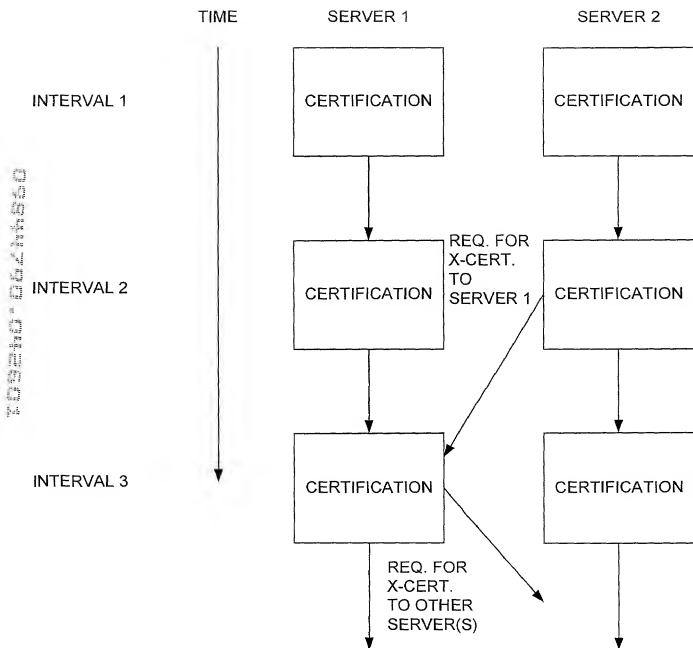 TIME
SERVER 1
SERVER 2
INTERVAL 1
CERTIFICATION
CERTIFICATION
REQ. FOR
X-CERT.
TO
SERVER 1
INTERVAL 2
CERTIFICATION
CERTIFICATION
INTERVAL 3
CERTIFICATION
CERTIFICATION
REQ. FOR
X-CERT.
TO OTHER
SERVER(S)